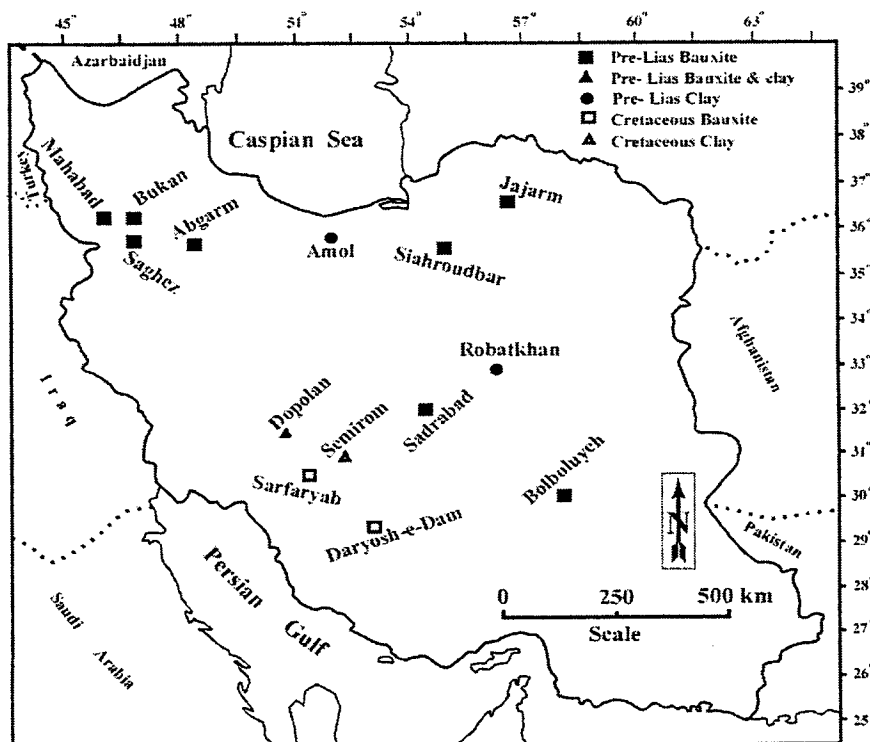 45° 48° 51° 54° 57° 60° 63°
Azarbaidjan
Caspian Sea
Pre-Lias Bauxite
Pre- Lias Bauxite & clay
Pre- Lias Clay
Cretaceous Bauxite
Cretaceous Clay
39°
38°
37°
36°
35°
34°
33°
32°
31°
30°
29°
28°
27°
26°
25°
Turkey
Mahabad
Bukan
Abgarm
Saghez
Amol
Jajarm
Siahroudbar
Robatkhan
Afghanistan
Iraq
Dopolan
Semirom
Sadrabad
Sarfaryab
Daryosh-e-Dam
Bolboluyeh
N
Pakistan
Persian
Gulf
0 250 500 km
Scale
Saudi
Arabia